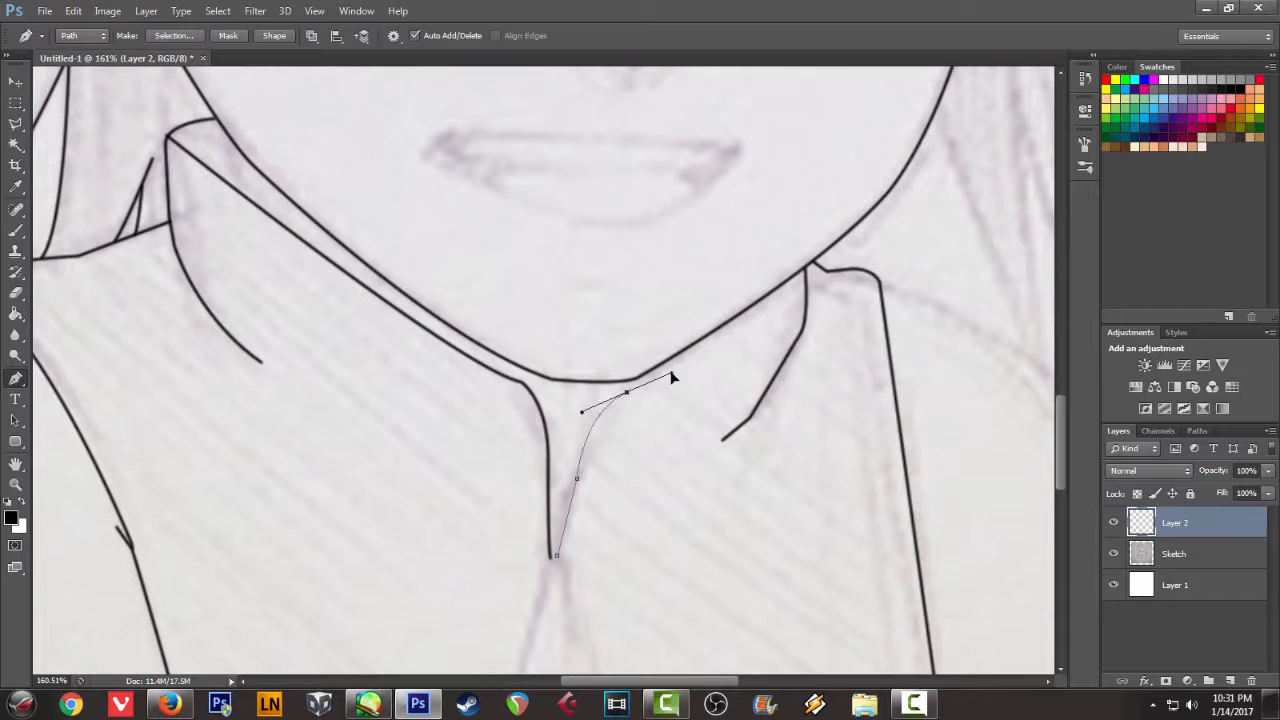 Ps File Edit Image Layer Type Select Filter 3D View Window Help
Path Make: Selection... Mask Shape Auto Add/Delete Align Edges Essentials
Untitled-1 @ 161% (Layer 2, RGB/8) * ×
Color Swatches
Adjustments Styles
Add an adjustment
Layers Channels Paths
Kind
Normal Opacity: 100%
Lock: Fill: 100%
Layer 2
Sketch
Layer 1
160.51% Doc: 11.4M/17.5M
LN Ps
10:31 PM
1/14/2017